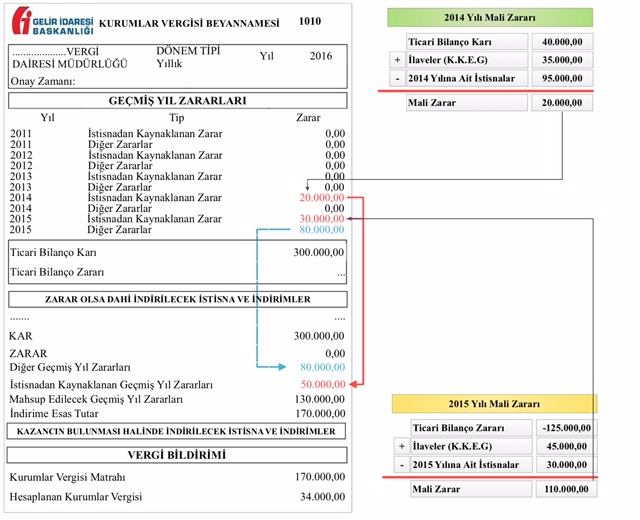 GELİR İDARESİ
BAŞKANLIĞI
KURUMLAR VERGİSİ BEYANNAMESİ 1010
....................VERGİ
DAİRESİ MÜDÜRLÜĞÜ
DÖNEM TİPİ
Yıllık
Yıl 2016
Onay Zamanı:
GEÇMİŞ YIL ZARARLARI
Yıl Tip Zarar
2011 İstisnadan Kaynaklanan Zarar 0,00
2011 Diğer Zararlar 0,00
2012 İstisnadan Kaynaklanan Zarar 0,00
2012 Diğer Zararlar 0,00
2013 İstisnadan Kaynaklanan Zarar 0,00
2013 Diğer Zararlar 0,00
2014 İstisnadan Kaynaklanan Zarar 20.000,00
2014 Diğer Zararlar 0,00
2015 İstisnadan Kaynaklanan Zarar 30.000,00
2015 Diğer Zararlar 80.000,00
Ticari Bilanço Karı 300.000,00
Ticari Bilanço Zararı ...
ZARAR OLSA DAHİ İNDİRİLECEK İSTİSNA VE İNDİRİMLER
....... ....
KAR 300.000,00
ZARAR 0,00
Diğer Geçmiş Yıl Zararları 80.000,00
İstisnadan Kaynaklanan Geçmiş Yıl Zararları 50.000,00
Mahsup Edilecek Geçmiş Yıl Zararları 130.000,00
İndirime Esas Tutar 170.000,00
KAZANCIN BULUNMASI HALİNDE İNDİRİLECEK İSTİSNA VE İNDİRİMLER
VERGİ BİLDİRİMİ
Kurumlar Vergisi Matrahı 170.000,00
Hesaplanan Kurumlar Vergisi 34.000,00
2014 Yılı Mali Zararı
Ticari Bilanço Karı 40.000,00
+ İlaveler (K.K.E.G) 35.000,00
- 2014 Yılına Ait İstisnalar 95.000,00
Mali Zarar 20.000,00
2015 Yılı Mali Zararı
Ticari Bilanço Zararı -125.000,00
+ İlaveler (K.K.E.G) 45.000,00
- 2015 Yılına Ait İstisnalar 30.000,00
Mali Zarar 110.000,00